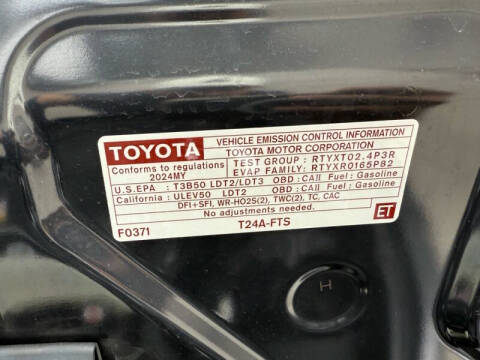 TOYOTA
VEHICLE EMISSION CONTROL INFORMATION
TOYOTA MOTOR CORPORATION
Conforms to regulations
2024MY
TEST GROUP : RTYXT02.4P3R
EVAP FAMILY: RTYXR0165P82
U.S.EPA : T3B50 LDT2/LDT3 OBD:CAII Fuel:Gasoline
California : ULEV50 LDT2 OBD:CAII Fuel:Gasoline
DFI+SFI, WR-HO2S(2), TWC(2), TC, CAC
No adjustments needed.
F0371
T24A-FTS
ET
H